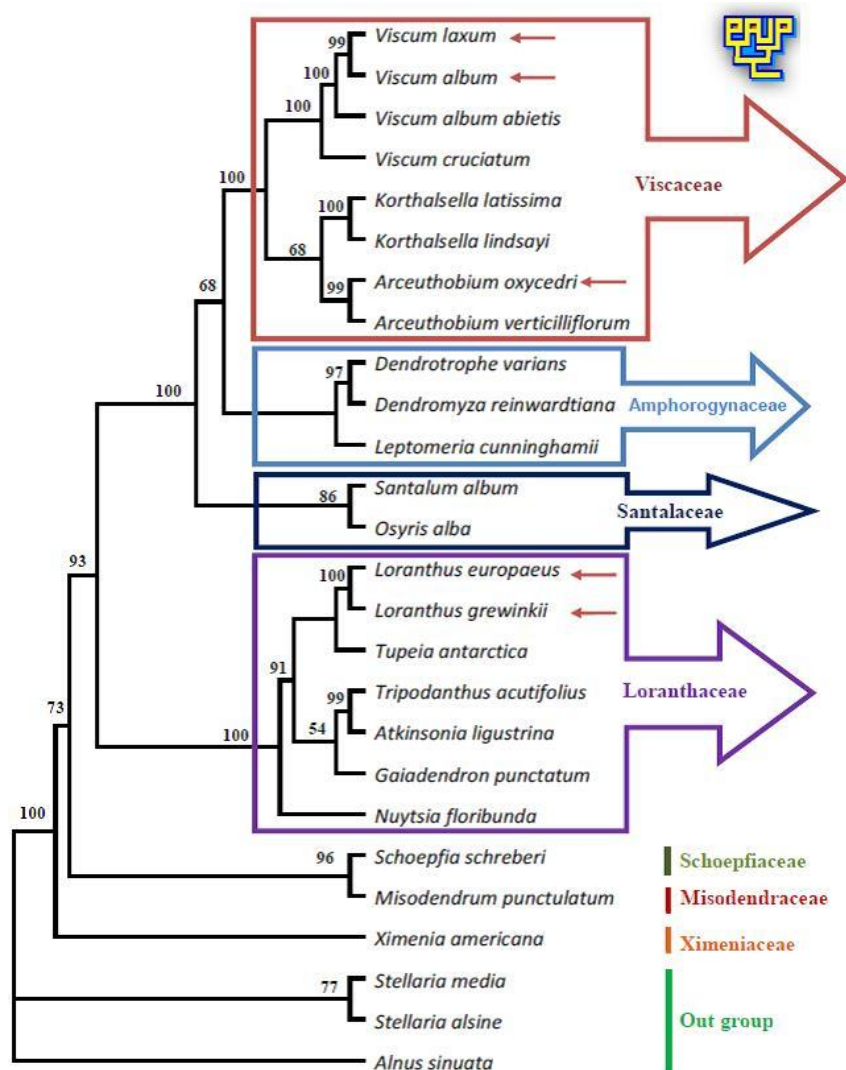 PAUP
99
Viscum laxum
100
Viscum album
100
Viscum album abietis
Viscum cruciatum
Viscaceae
100
100
Korthalsella latissima
68
Korthalsella lindsayi
99
Arceuthobium oxycedri
Arceuthobium verticilliflorum
68
97
Dendrotrophe varians
Dendromyza reinwardtiana
Amphorogynaceae
100
Leptomeria cunninghamii
86
Santalum album
Osyris alba
Santalaceae
93
100
Loranthus europaeus
Loranthus grewinkii
91
Tupeia antarctica
99
Tripodanthus acutifolius
Loranthaceae
73
100
54
Atkinsonia ligustrina
Gaiadendron punctatum
Nuytsia floribunda
100
96
Schoepfia schreberi
Schoepfiaceae
Misodendrum punctulatum
Misodendraceae
Ximenia americana
Ximeniaceae
77
Stellaria media
Stellaria alsine
Out group
Alnus sinuata